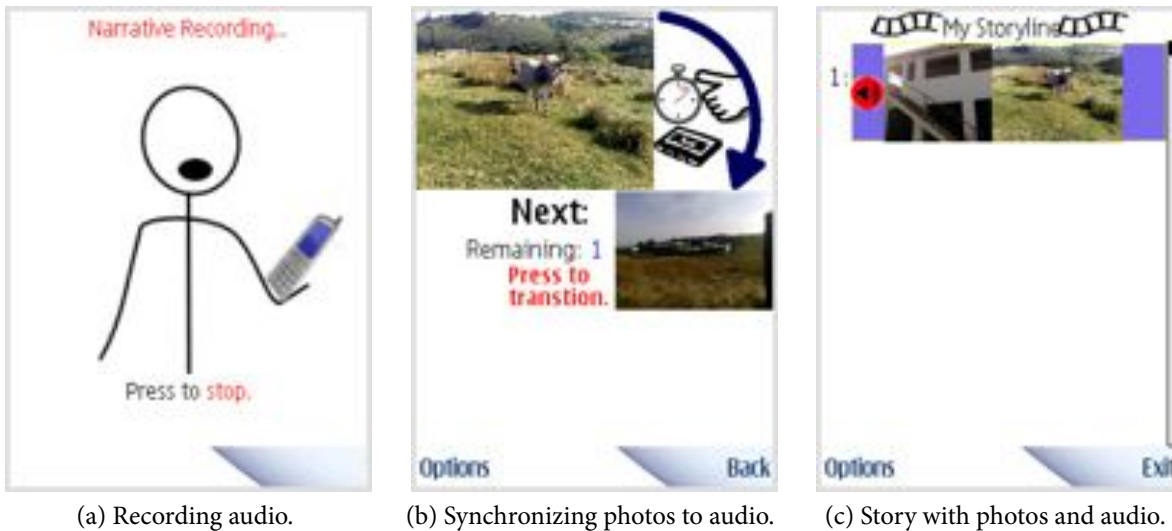 Narrative Recording...
Press to stop.
Next:
Remaining: 1
Press to
transtion.
Options
Back
My Storyline
1:
Options
Exit
(a) Recording audio.
(b) Synchronizing photos to audio.
(c) Story with photos and audio.